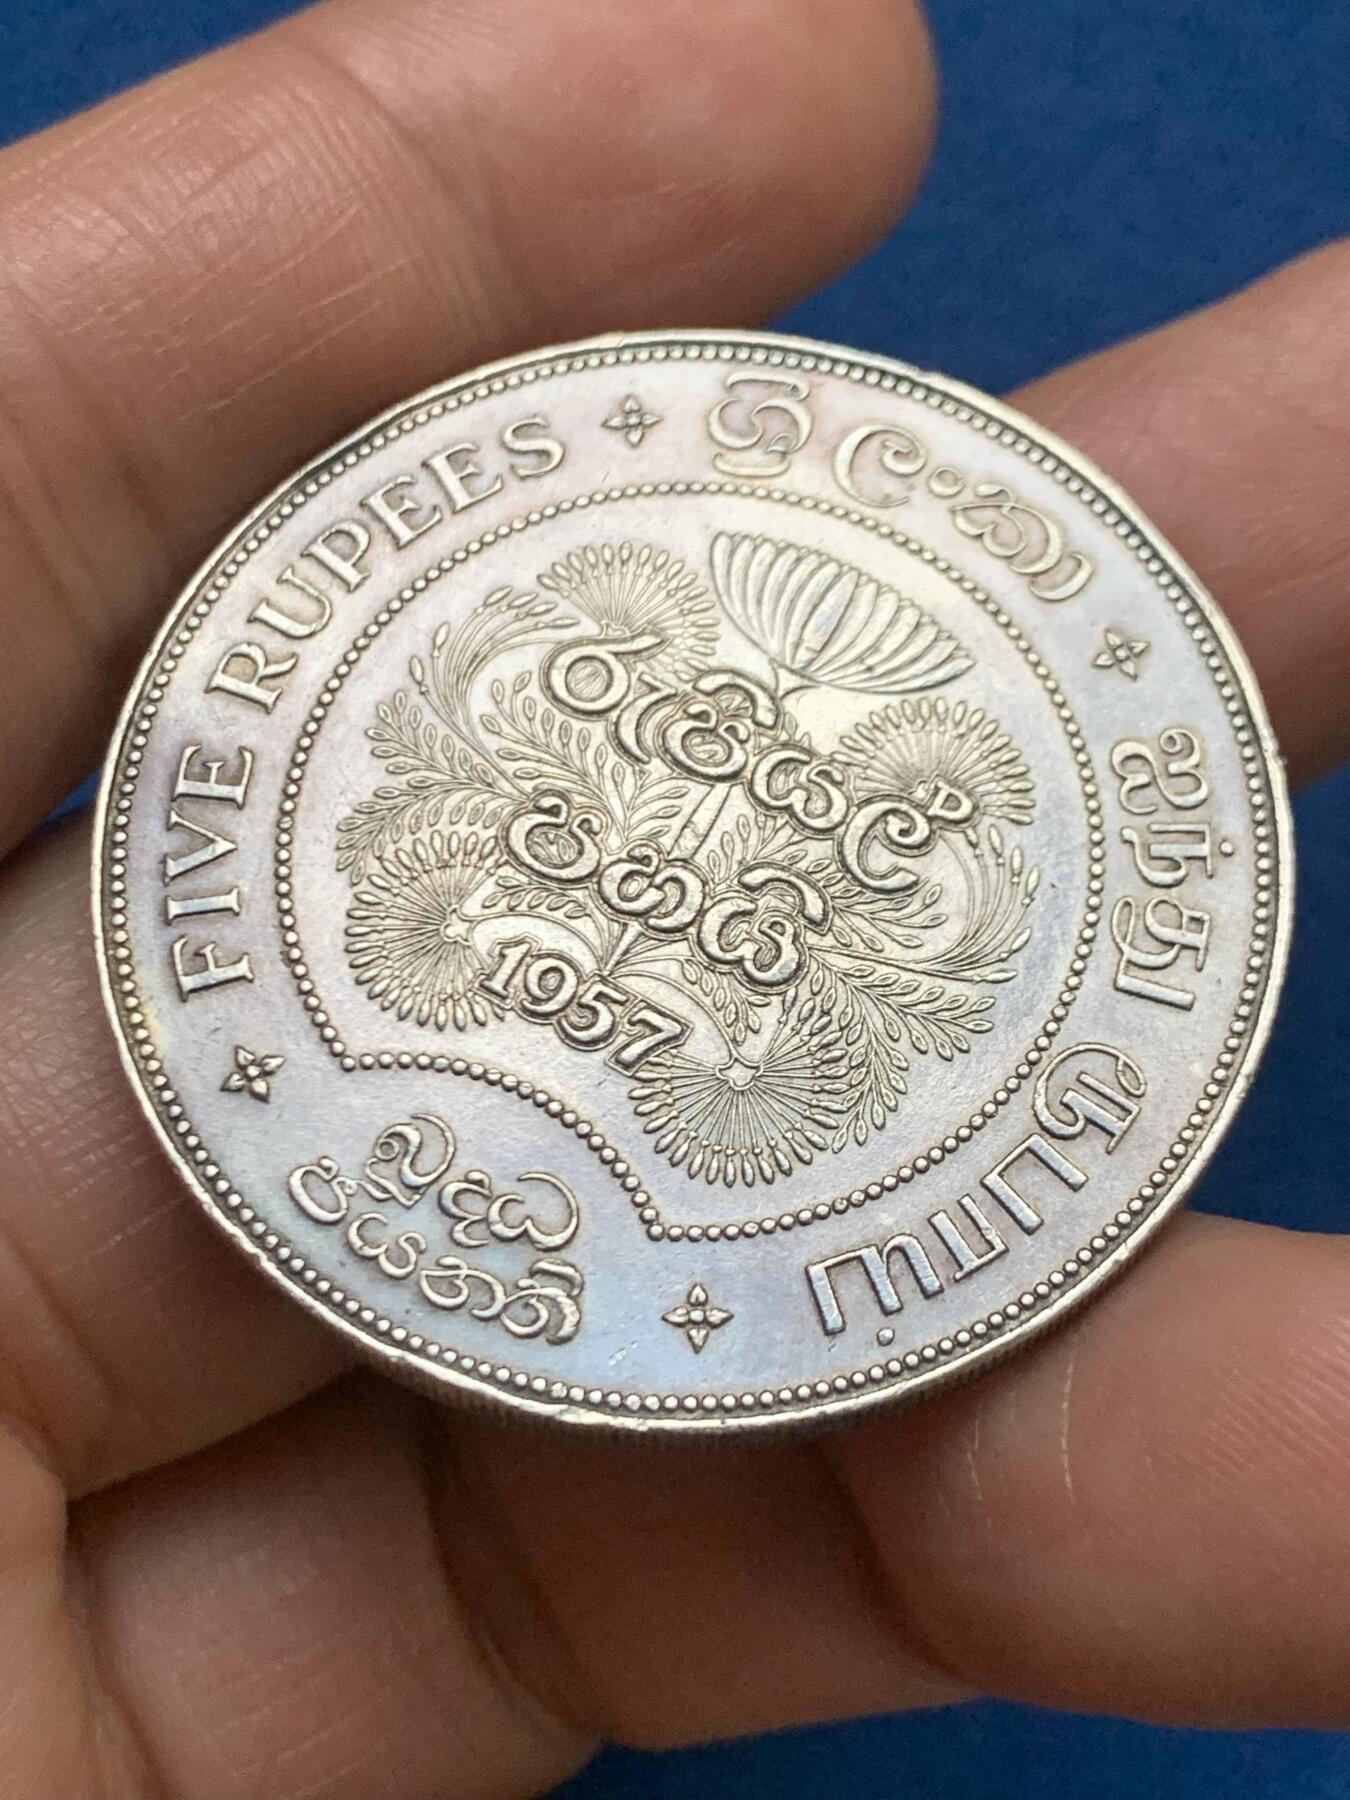 FIVE RUPEES
ශ්‍රී ලංකා
ஐந்து ரூபாய்
රුපියල්
පහයි
1957
බුද්ධ
ජයන්ති